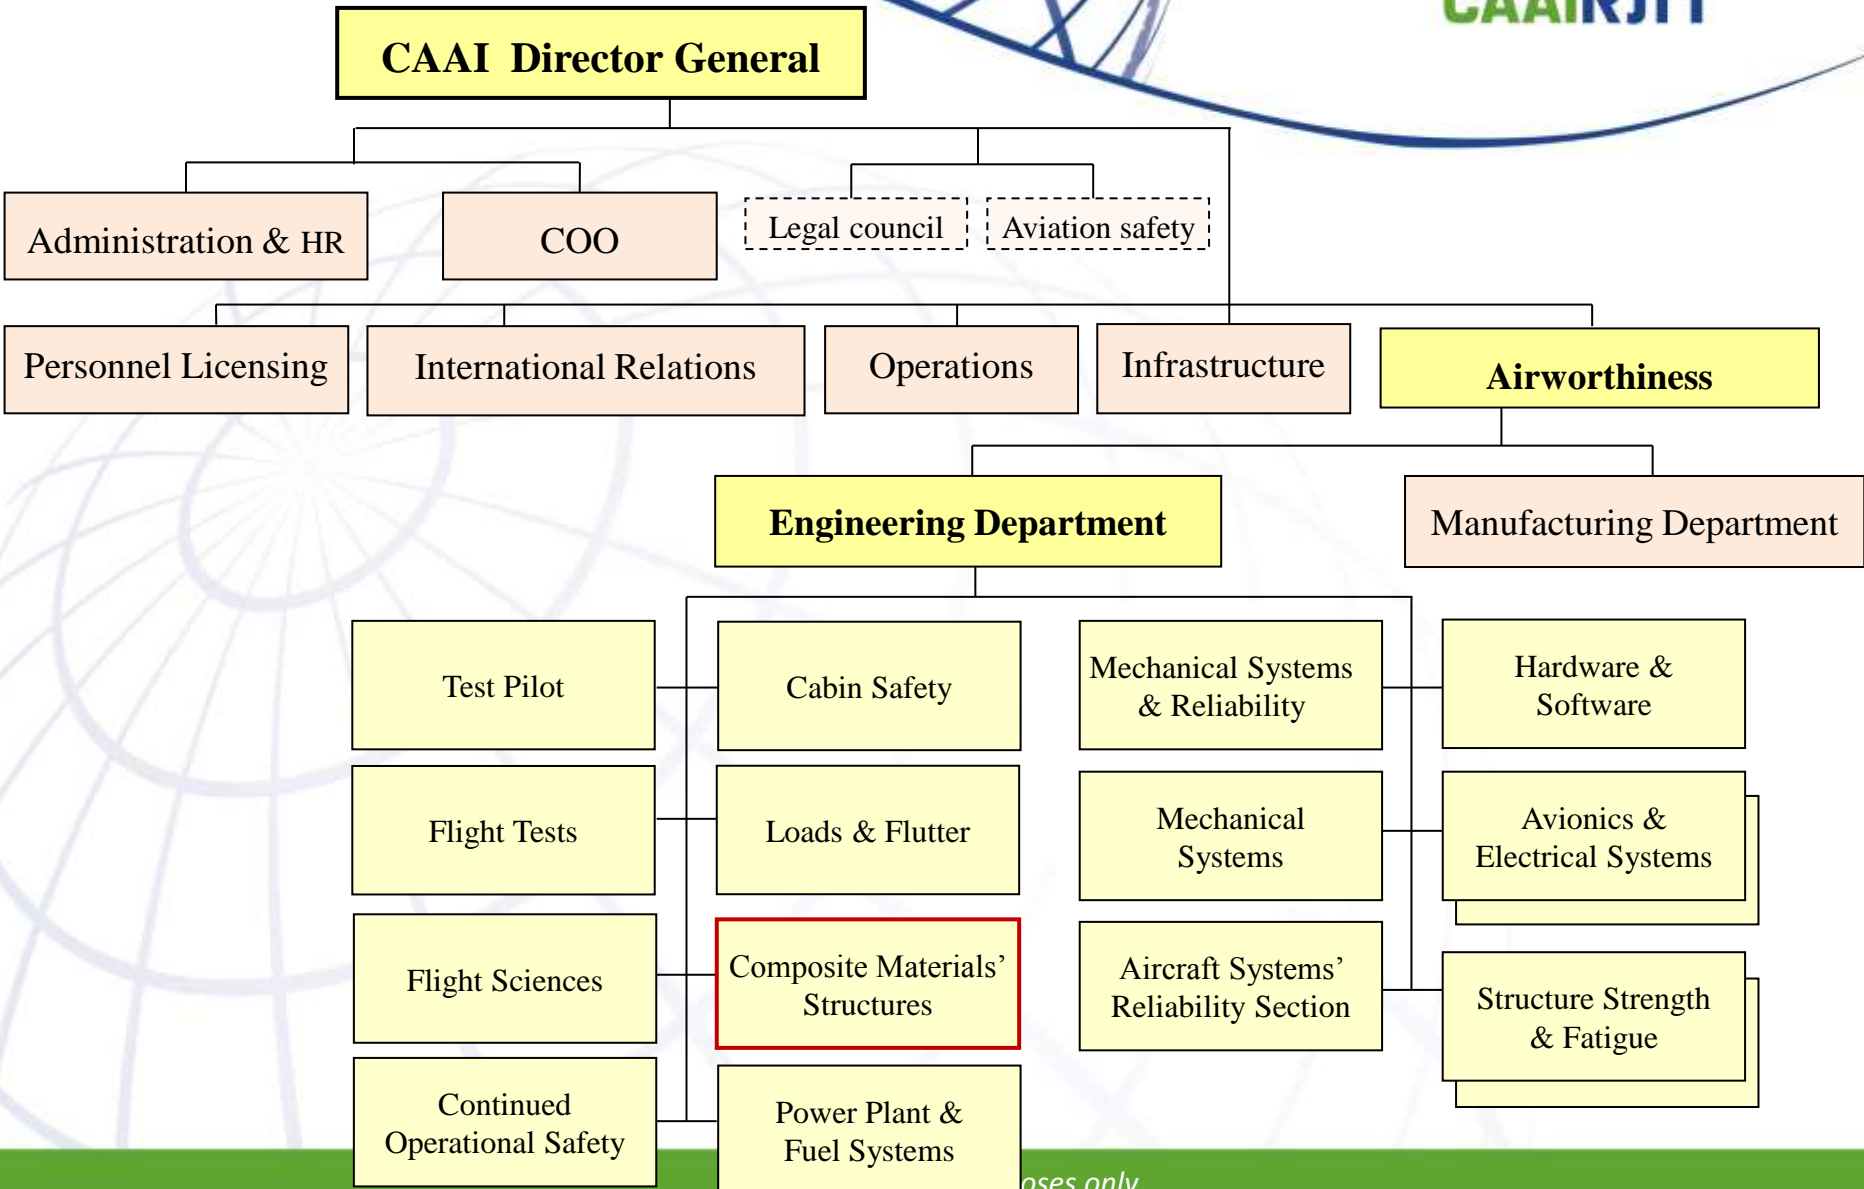 CAAI Director General
Administration & HR
COO
Legal council
Aviation safety
Personnel Licensing
International Relations
Operations
Infrastructure
Airworthiness
Engineering Department
Manufacturing Department
Test Pilot
Cabin Safety
Mechanical Systems
& Reliability
Hardware &
Software
Flight Tests
Loads & Flutter
Mechanical
Systems
Avionics &
Electrical Systems
Flight Sciences
Composite Materials’
Structures
Aircraft Systems’
Reliability Section
Structure Strength
& Fatigue
Continued
Operational Safety
Power Plant &
Fuel Systems
only